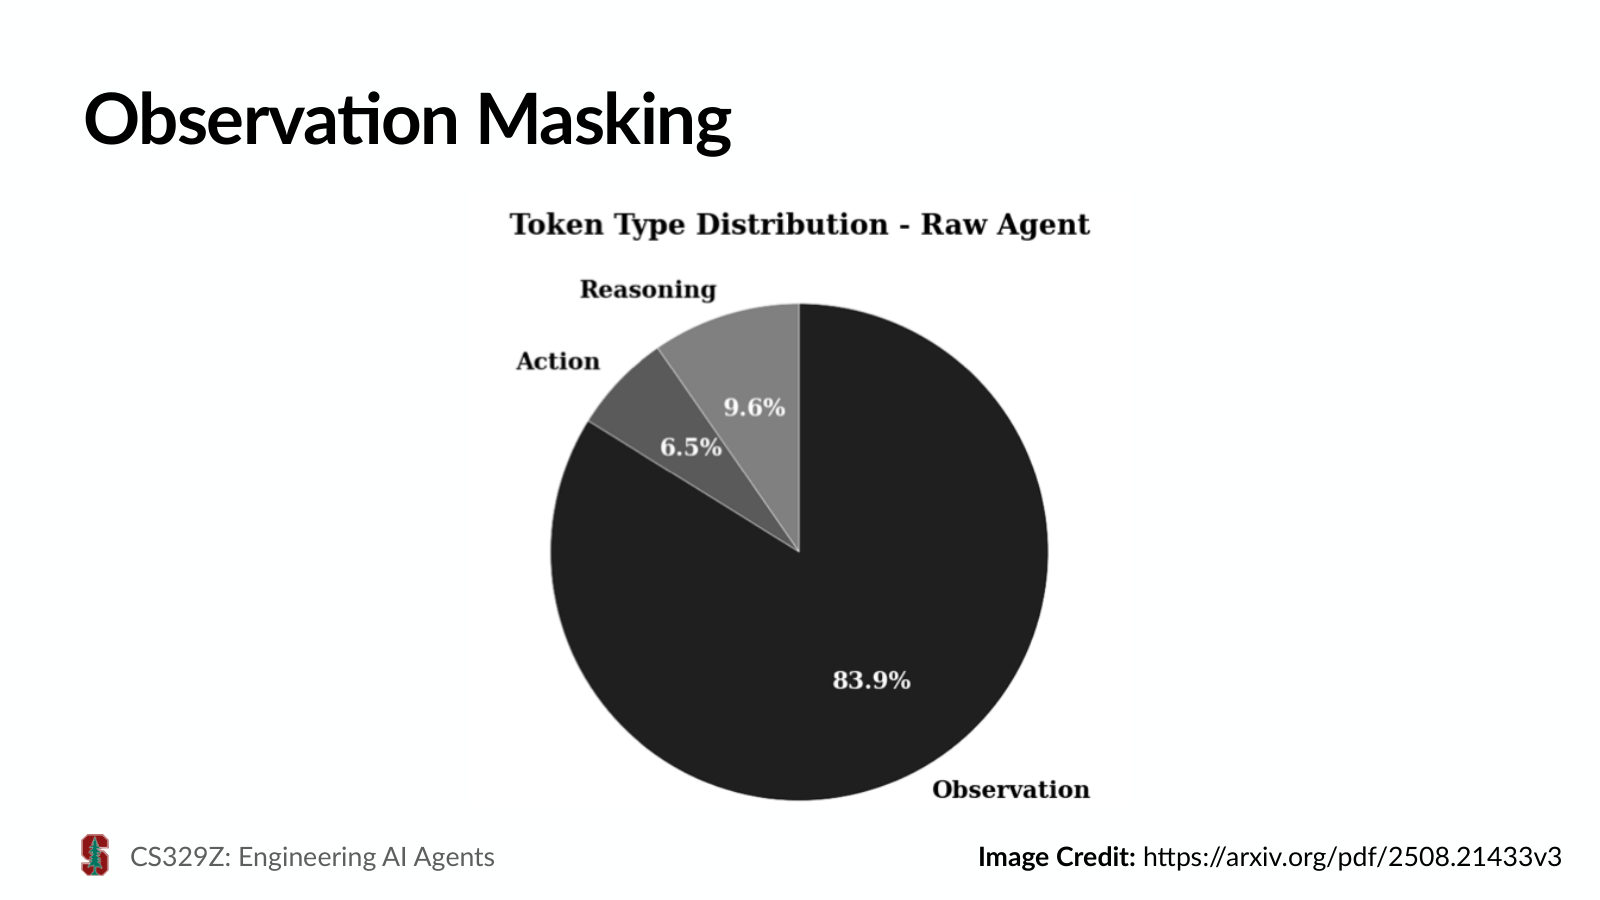 Observation Masking
Token Type Distribution - Raw Agent
Reasoning
Action
9.6%
6.5%
83.9%
Observation
CS329Z: Engineering AI Agents
Image Credit: https://arxiv.org/pdf/2508.21433v3